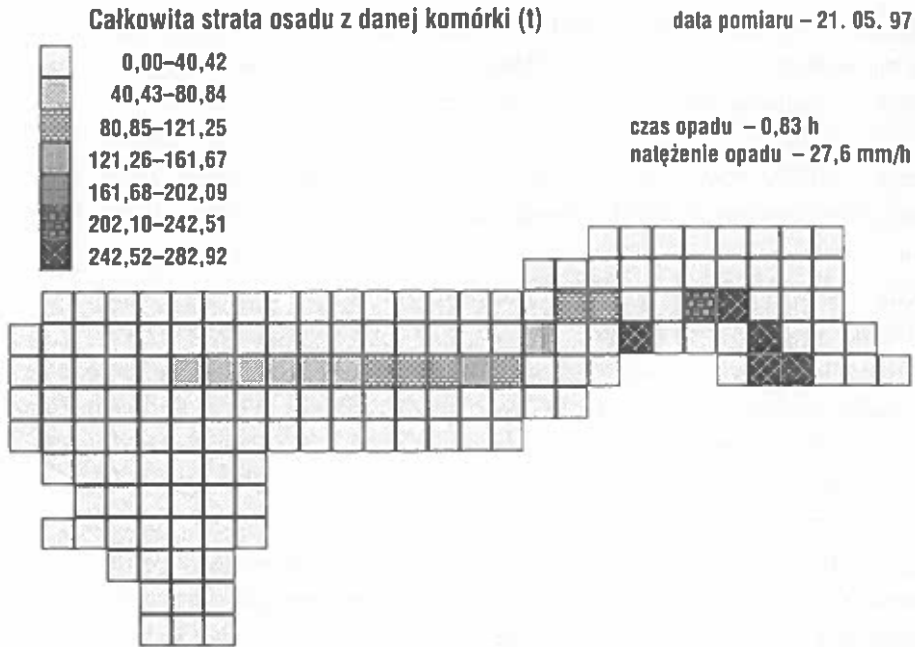 Całkowita strata osadu z danej komórki (t)
data pomiaru – 21. 05. 97
0,00–40,42
40,43–80,84
80,85–121,25
121,26–161,67
161,68–202,09
202,10–242,51
242,52–282,92
czas opadu – 0,83 h
natężenie opadu – 27,6 mm/h